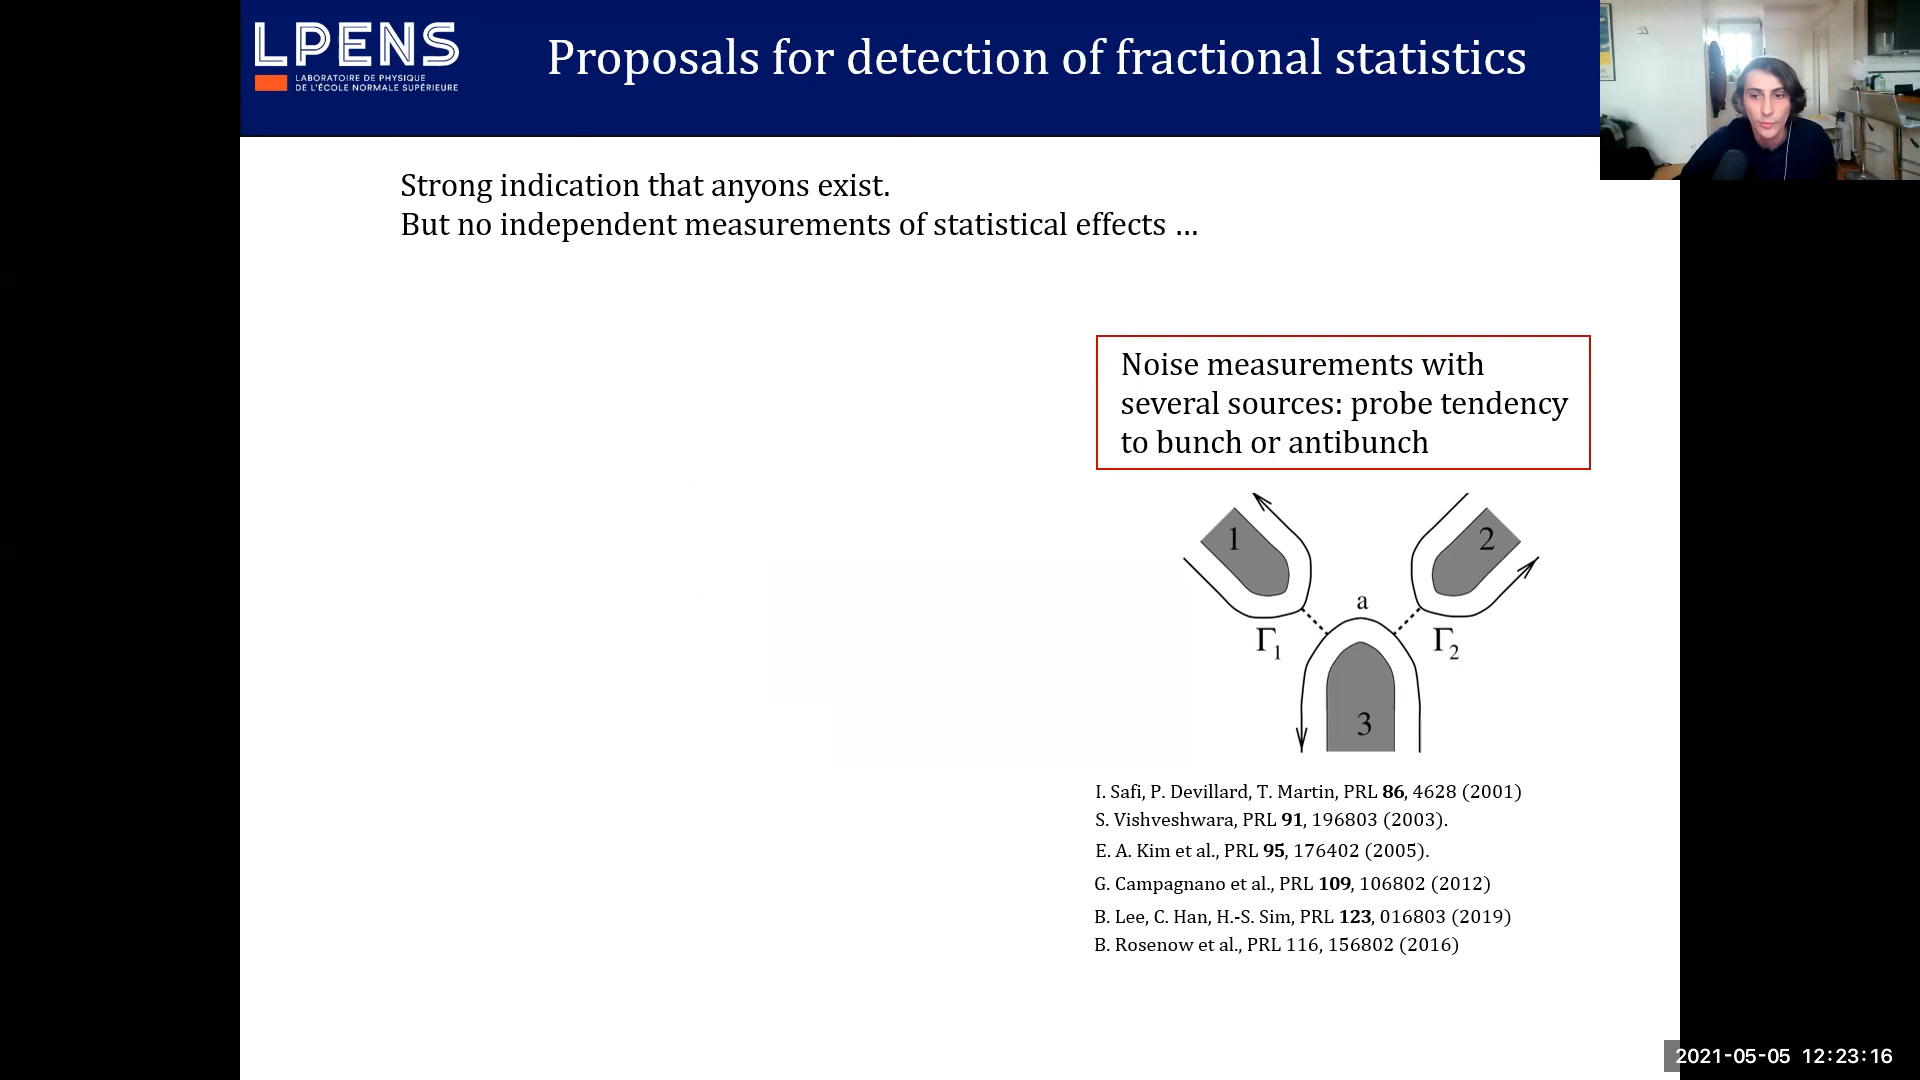 LPENS
LABORATOIRE DE PHYSIQUE
DE L'ÉCOLE NORMALE SUPÉRIEURE
Proposals for detection of fractional statistics
Strong indication that anyons exist.
But no independent measurements of statistical effects ...
Noise measurements with
several sources: probe tendency
to bunch or antibunch
1
2
a
Γ1
Γ2
3
I. Safi, P. Devillard, T. Martin, PRL 86, 4628 (2001)
S. Vishveshwara, PRL 91, 196803 (2003).
E. A. Kim et al., PRL 95, 176402 (2005).
G. Campagnano et al., PRL 109, 106802 (2012)
B. Lee, C. Han, H.-S. Sim, PRL 123, 016803 (2019)
B. Rosenow et al., PRL 116, 156802 (2016)
2021-05-05 12:23:16